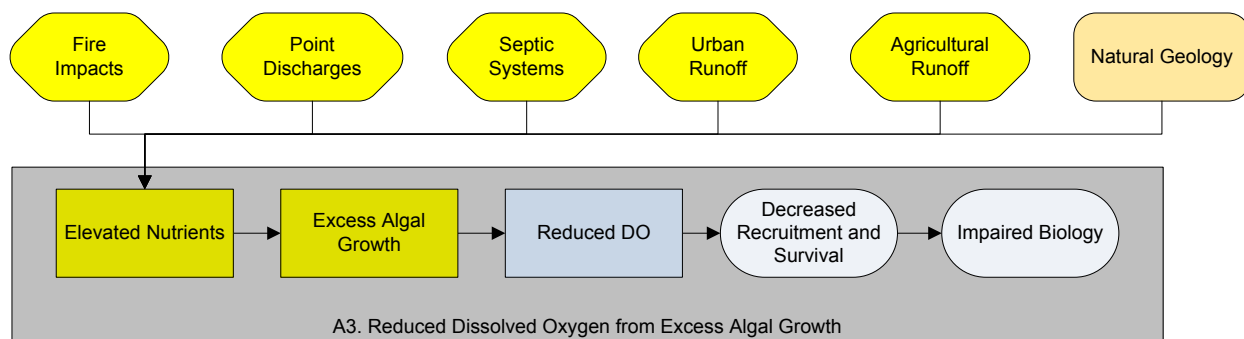 Fire
Impacts
Point
Discharges
Septic
Systems
Urban
Runoff
Agricultural
Runoff
Natural Geology
Elevated Nutrients
Excess Algal
Growth
Reduced DO
Decreased
Recruitment and
Survival
Impaired Biology
A3. Reduced Dissolved Oxygen from Excess Algal Growth